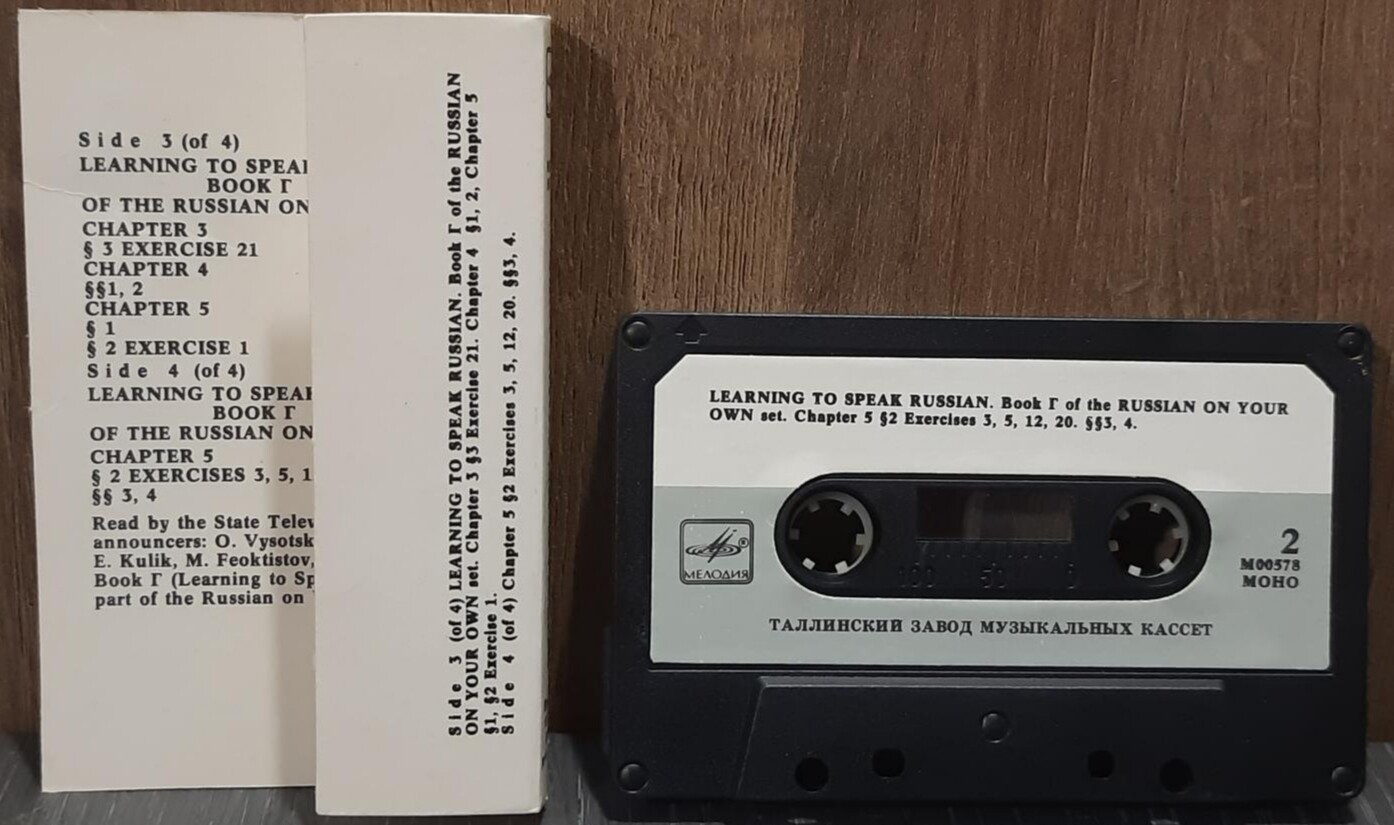 Side 3 (of 4)
LEARNING TO SPEA
BOOK Г
OF THE RUSSIAN ON
CHAPTER 3
§ 3 EXERCISE 21
CHAPTER 4
§§1, 2
CHAPTER 5
§ 1
§ 2 EXERCISE 1
Side 4 (of 4)
LEARNING TO SPEA
BOOK Г
OF THE RUSSIAN ON
CHAPTER 5
§ 2 EXERCISES 3, 5, 1
§§ 3, 4
Read by the State Telev
announcers: O. Vysotsk
E. Kulik, M. Feoktistov,
Book Г (Learning to Sp
part of the Russian on
Side 3 (of 4) LEARNING TO SPEAK RUSSIAN. Book Г of the RUSSIAN
ON YOUR OWN set. Chapter 3 §3 Exercise 21. Chapter 4 §1, 2, Chapter 5
§1, §2 Exercise 1.
Side 4 (of 4) Chapter 5 §2 Exercises 3, 5, 12, 20. §§3, 4.
LEARNING TO SPEAK RUSSIAN. Book Г of the RUSSIAN ON YOUR
OWN set. Chapter 5 §2 Exercises 3, 5, 12, 20. §§3, 4.
МЕЛОДИЯ
100 50 0
2
М00578
МОНО
ТАЛЛИНСКИЙ ЗАВОД МУЗЫКАЛЬНЫХ КАССЕТ